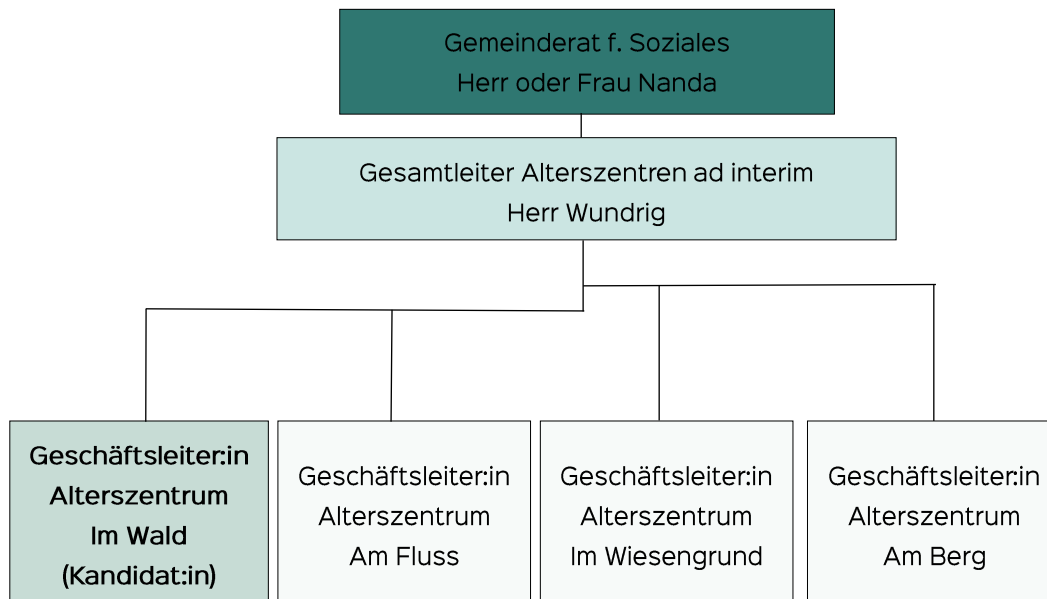 Gemeinderat f. Soziales
Herr oder Frau Nanda
Gesamtleiter Alterszentren ad interim
Herr Wundrig
Geschäftsleiter:in
Alterszentrum
Im Wald
(Kandidat:in)
Geschäftsleiter:in
Alterszentrum
Am Fluss
Geschäftsleiter:in
Alterszentrum
Im Wiesengrund
Geschäftsleiter:in
Alterszentrum
Am Berg